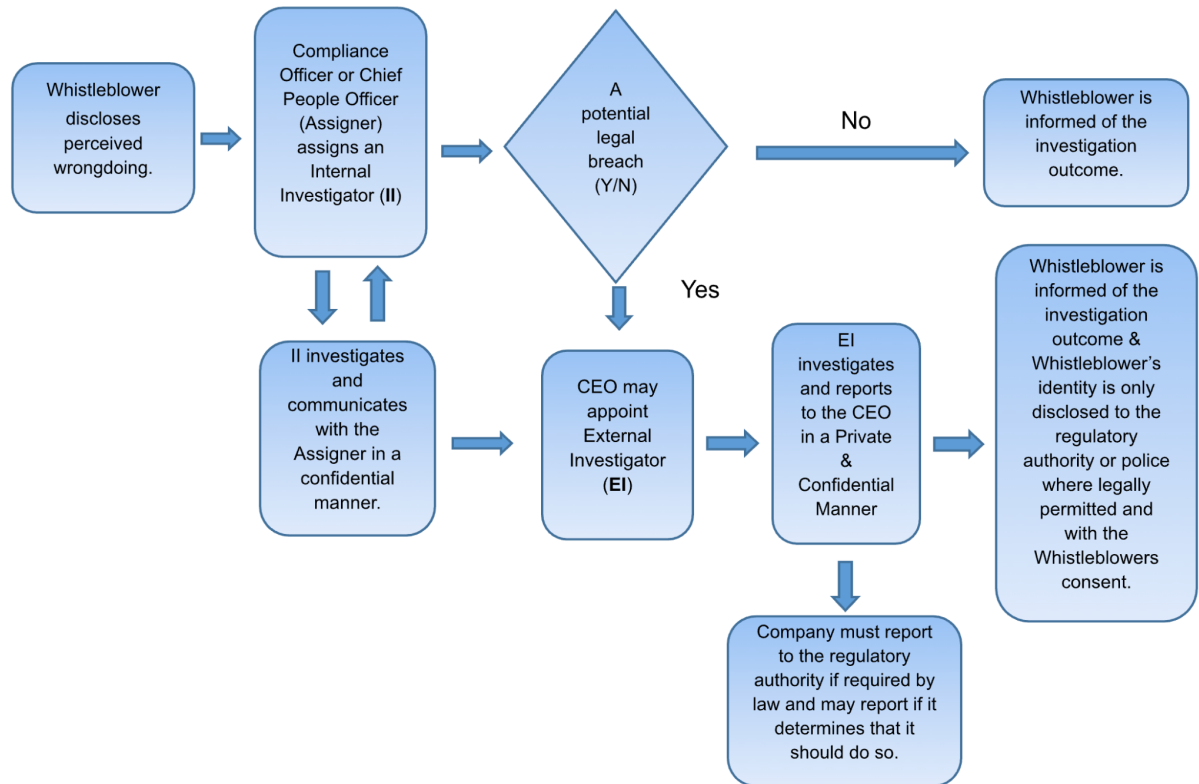 Whistleblower
discloses
perceived
wrongdoing.
Compliance
Officer or Chief
People Officer
(Assigner)
assigns an
Internal
Investigator (II)
A
potential
legal
breach
(Y/N)
No
Whistleblower is
informed of the
investigation
outcome.
Yes
II investigates
and
communicates
with the
Assigner in a
confidential
manner.
CEO may
appoint
External
Investigator
(EI)
EI
investigates
and reports
to the CEO
in a Private
&
Confidential
Manner
Whistleblower is
informed of the
investigation
outcome &
Whistleblower’s
identity is only
disclosed to the
regulatory
authority or police
where legally
permitted and
with the
Whistleblowers
consent.
Company must report
to the regulatory
authority if required by
law and may report if it
determines that it
should do so.